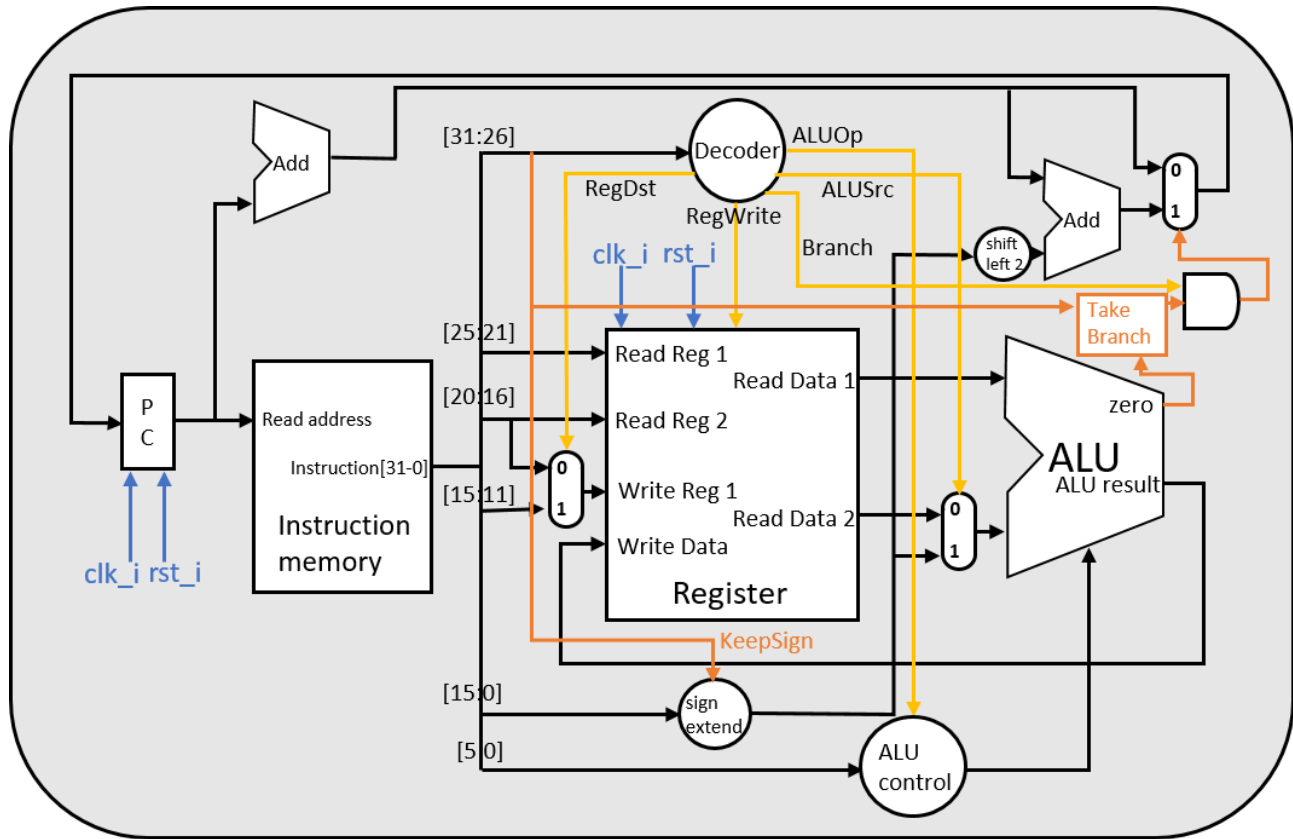 Add
[31:26]
Decoder
ALUOp
RegDst
ALUSrc
RegWrite
Branch
clk_i
rst_i
0
1
Add
shift
left 2
Take
Branch
[25:21]
Read Reg 1
Read Data 1
[20:16]
Read Reg 2
zero
P
C
Read address
Instruction[31-0]
Instruction
memory
0
1
[15:11]
Write Reg 1
Read Data 2
Write Data
Register
0
1
ALU
ALU result
clk_i
rst_i
KeepSign
[15:0]
sign
extend
[5:0]
ALU
control